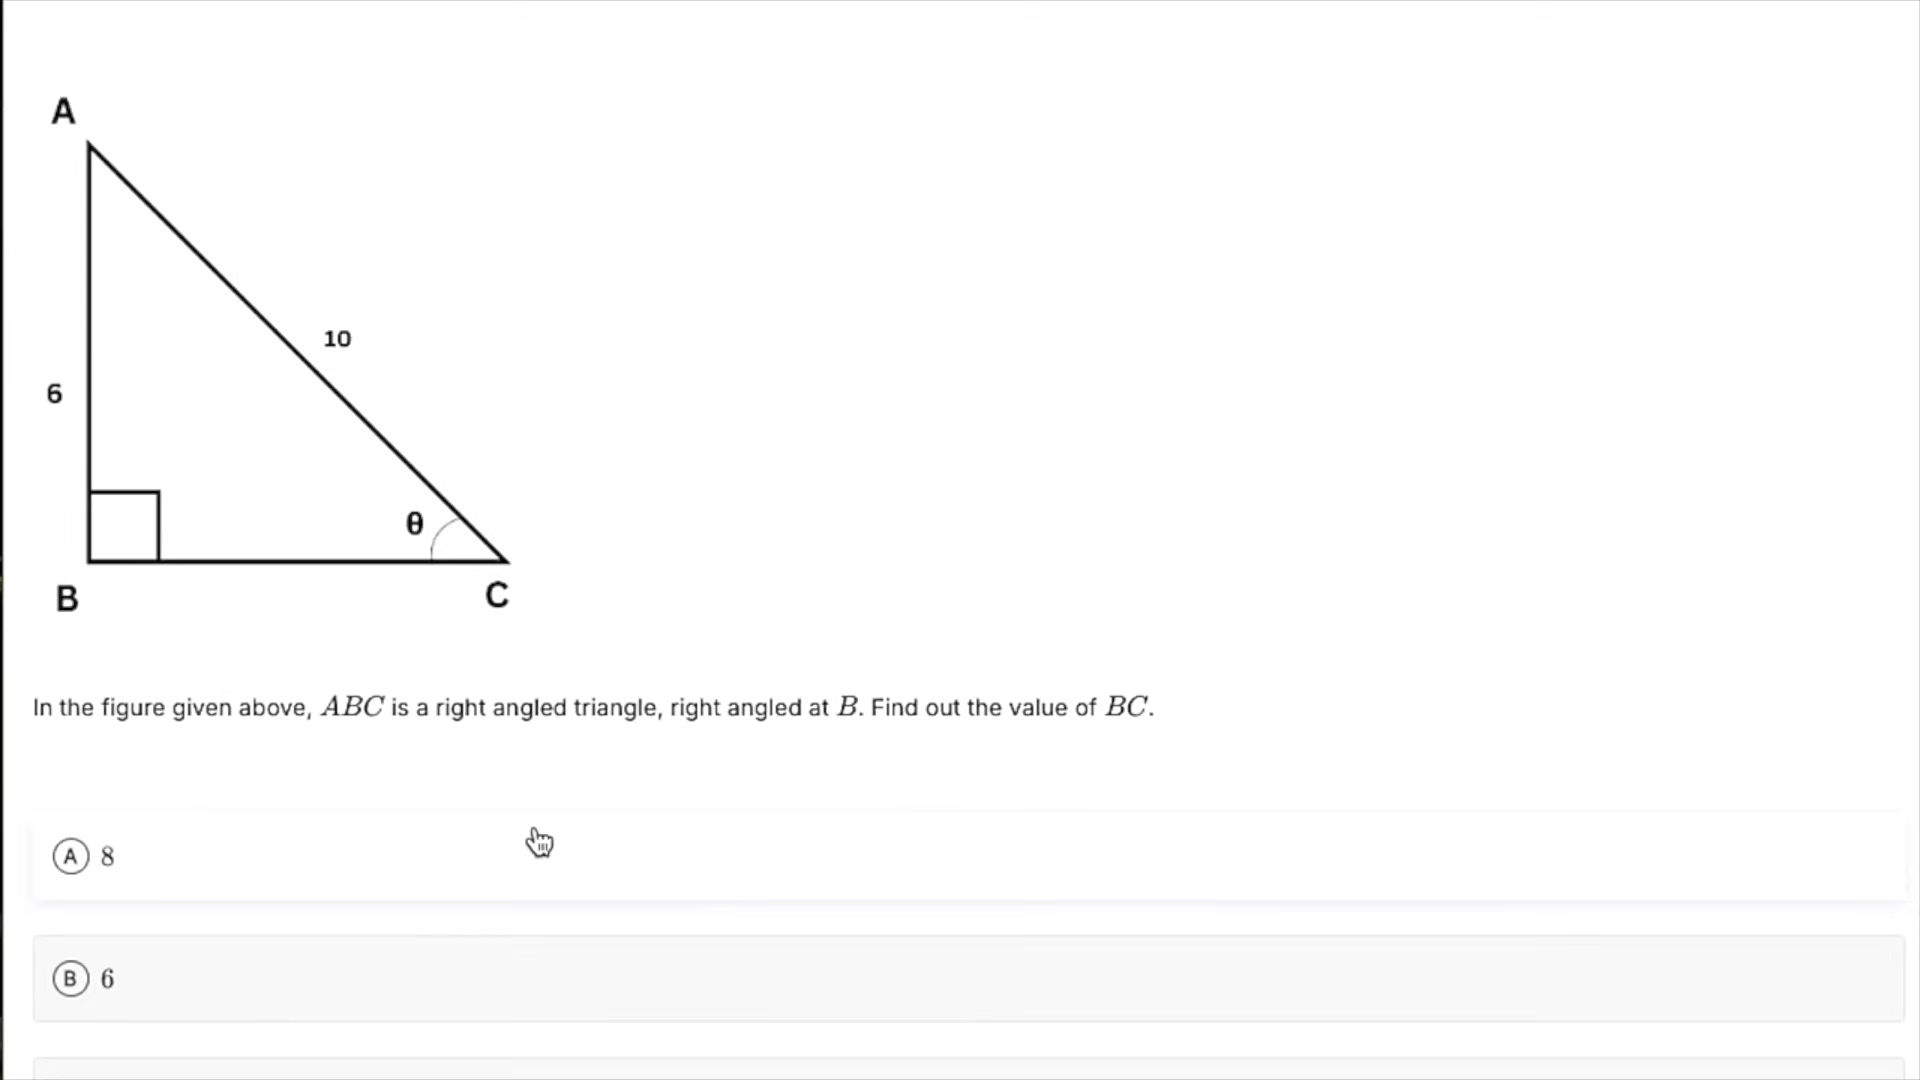 A
10
6
θ
B
C
In the figure given above, ABC is a right angled triangle, right angled at B. Find out the value of BC.
A 8
B 6